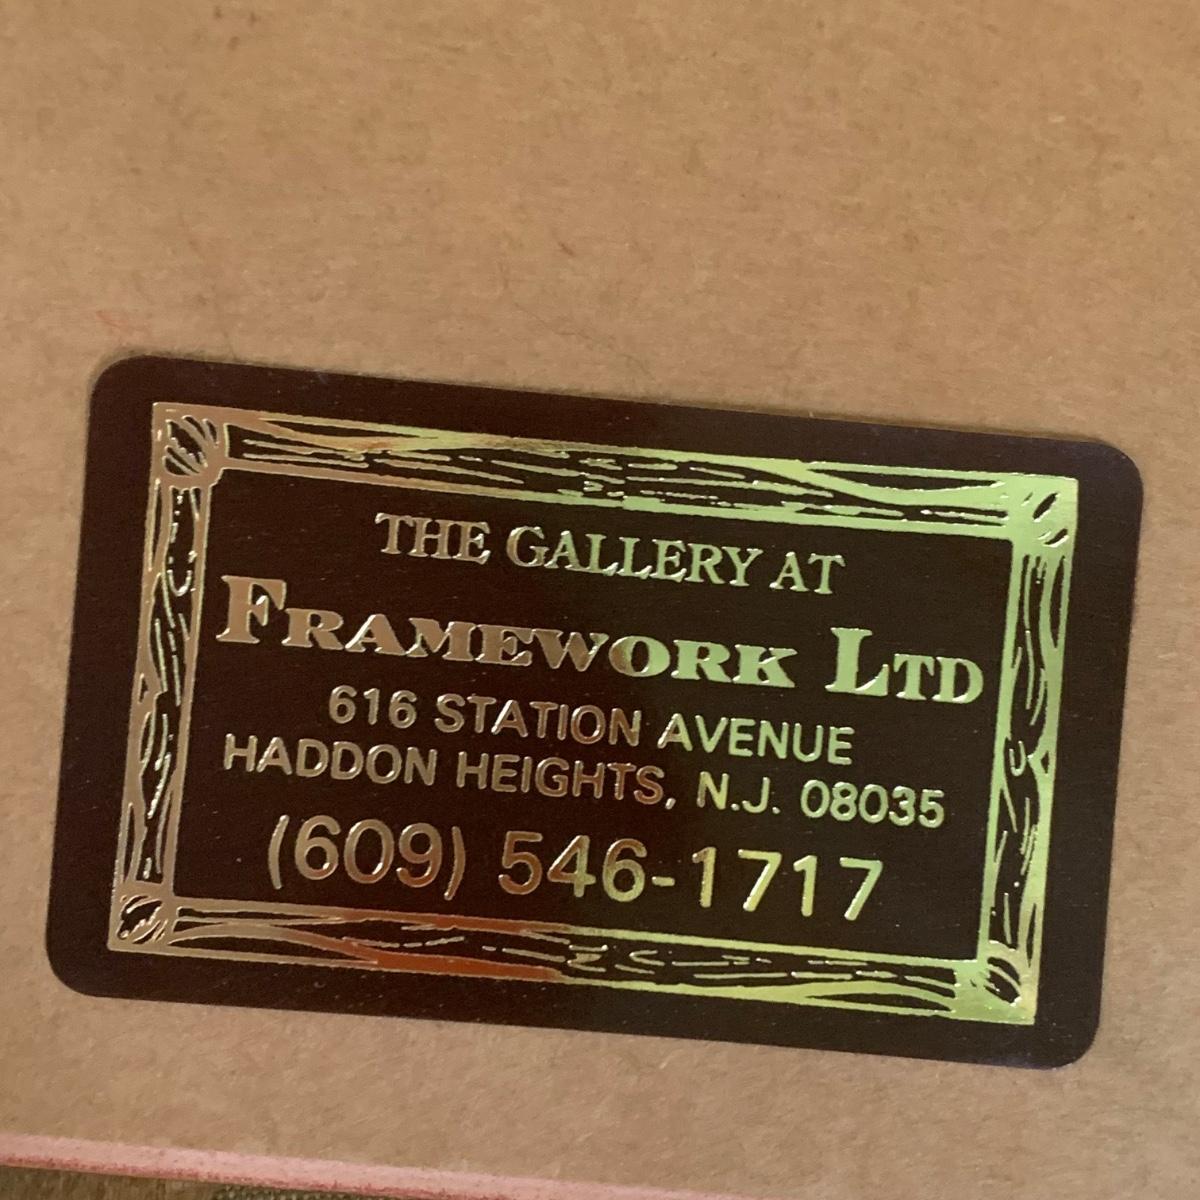 THE GALLERY AT
FRAMEWORK LTD
616 STATION AVENUE
HADDON HEIGHTS, N.J. 08035
(609) 546-1717